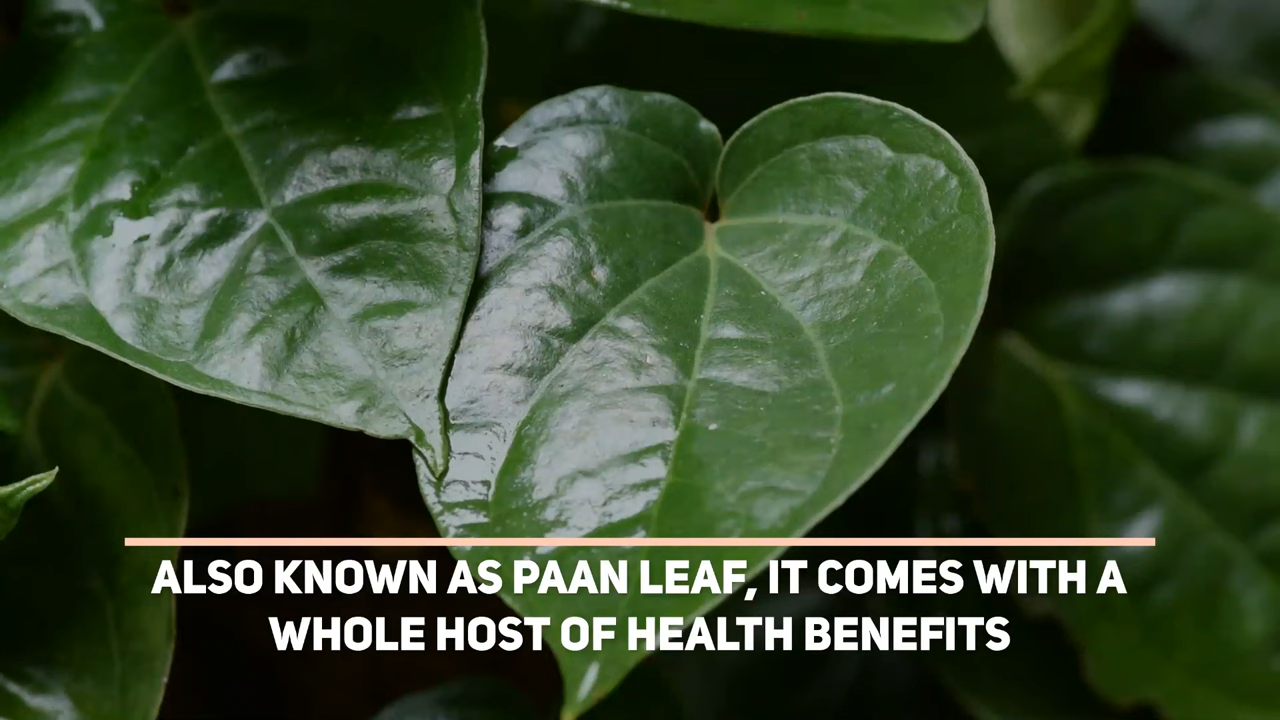 ALSO KNOWN AS PAAN LEAF, IT COMES WITH A
WHOLE HOST OF HEALTH BENEFITS